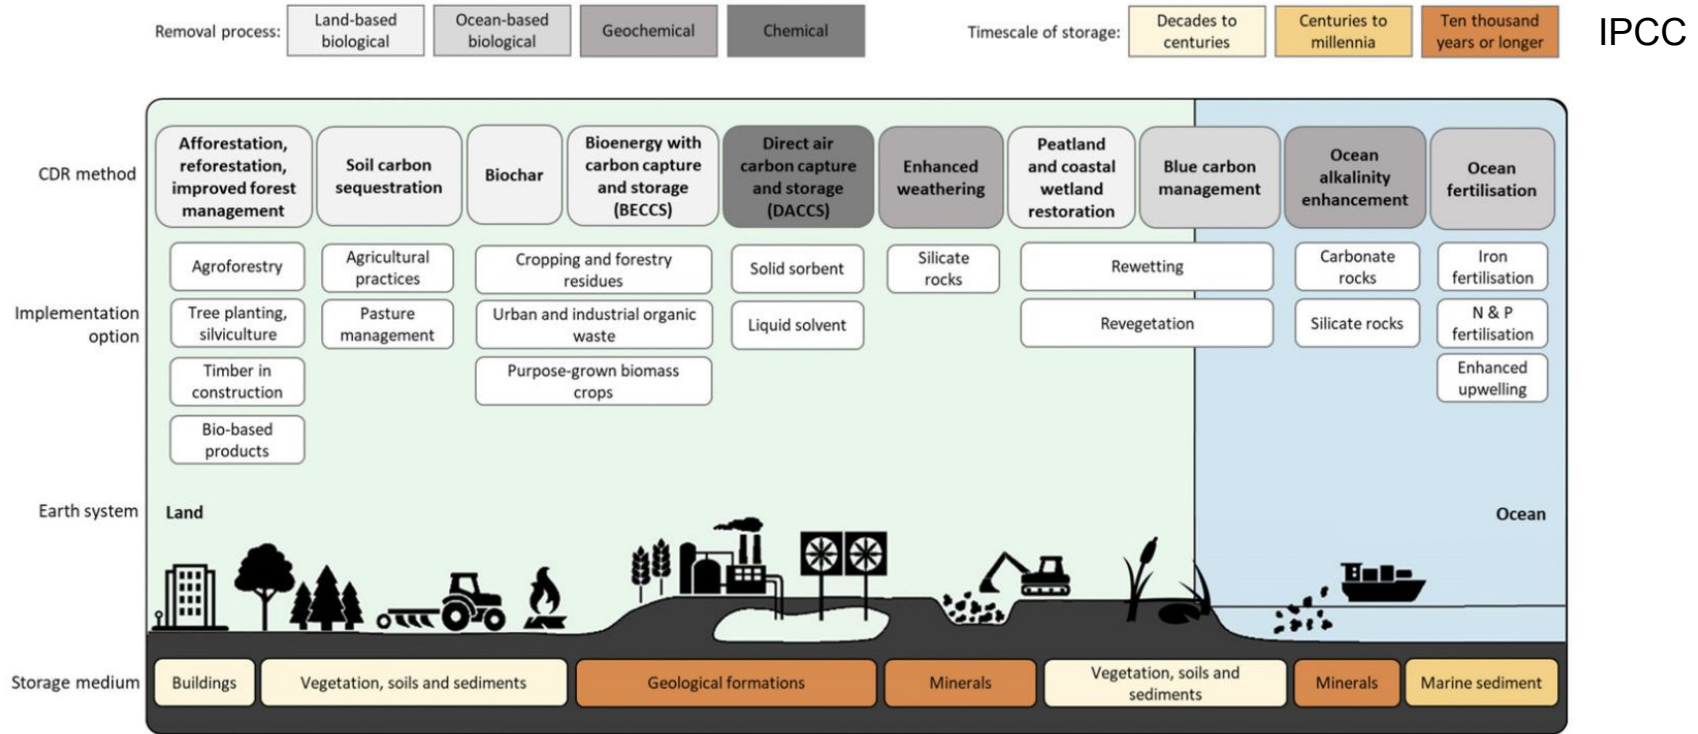 Removal process:
Land-based
biological
Ocean-based
biological
Geochemical
Chemical
Timescale of storage:
Decades to
centuries
Centuries to
millennia
Ten thousand
years or longer
IPCC
CDR method
Afforestation,
reforestation,
improved forest
management
Soil carbon
sequestration
Biochar
Bioenergy with
carbon capture
and storage
(BECCS)
Direct air
carbon capture
and storage
(DACCS)
Enhanced
weathering
Peatland
and coastal
wetland
restoration
Blue carbon
management
Ocean
alkalinity
enhancement
Ocean
fertilisation
Implementation
option
Agroforestry
Tree planting,
silviculture
Timber in
construction
Bio-based
products
Agricultural
practices
Pasture
management
Cropping and forestry
residues
Urban and industrial organic
waste
Purpose-grown biomass
crops
Solid sorbent
Liquid solvent
Silicate
rocks
Rewetting
Revegetation
Carbonate
rocks
Silicate rocks
Iron
fertilisation
N & P
fertilisation
Enhanced
upwelling
Earth system
Land
Ocean
Storage medium
Buildings
Vegetation, soils and sediments
Geological formations
Minerals
Vegetation, soils and
sediments
Minerals
Marine sediment